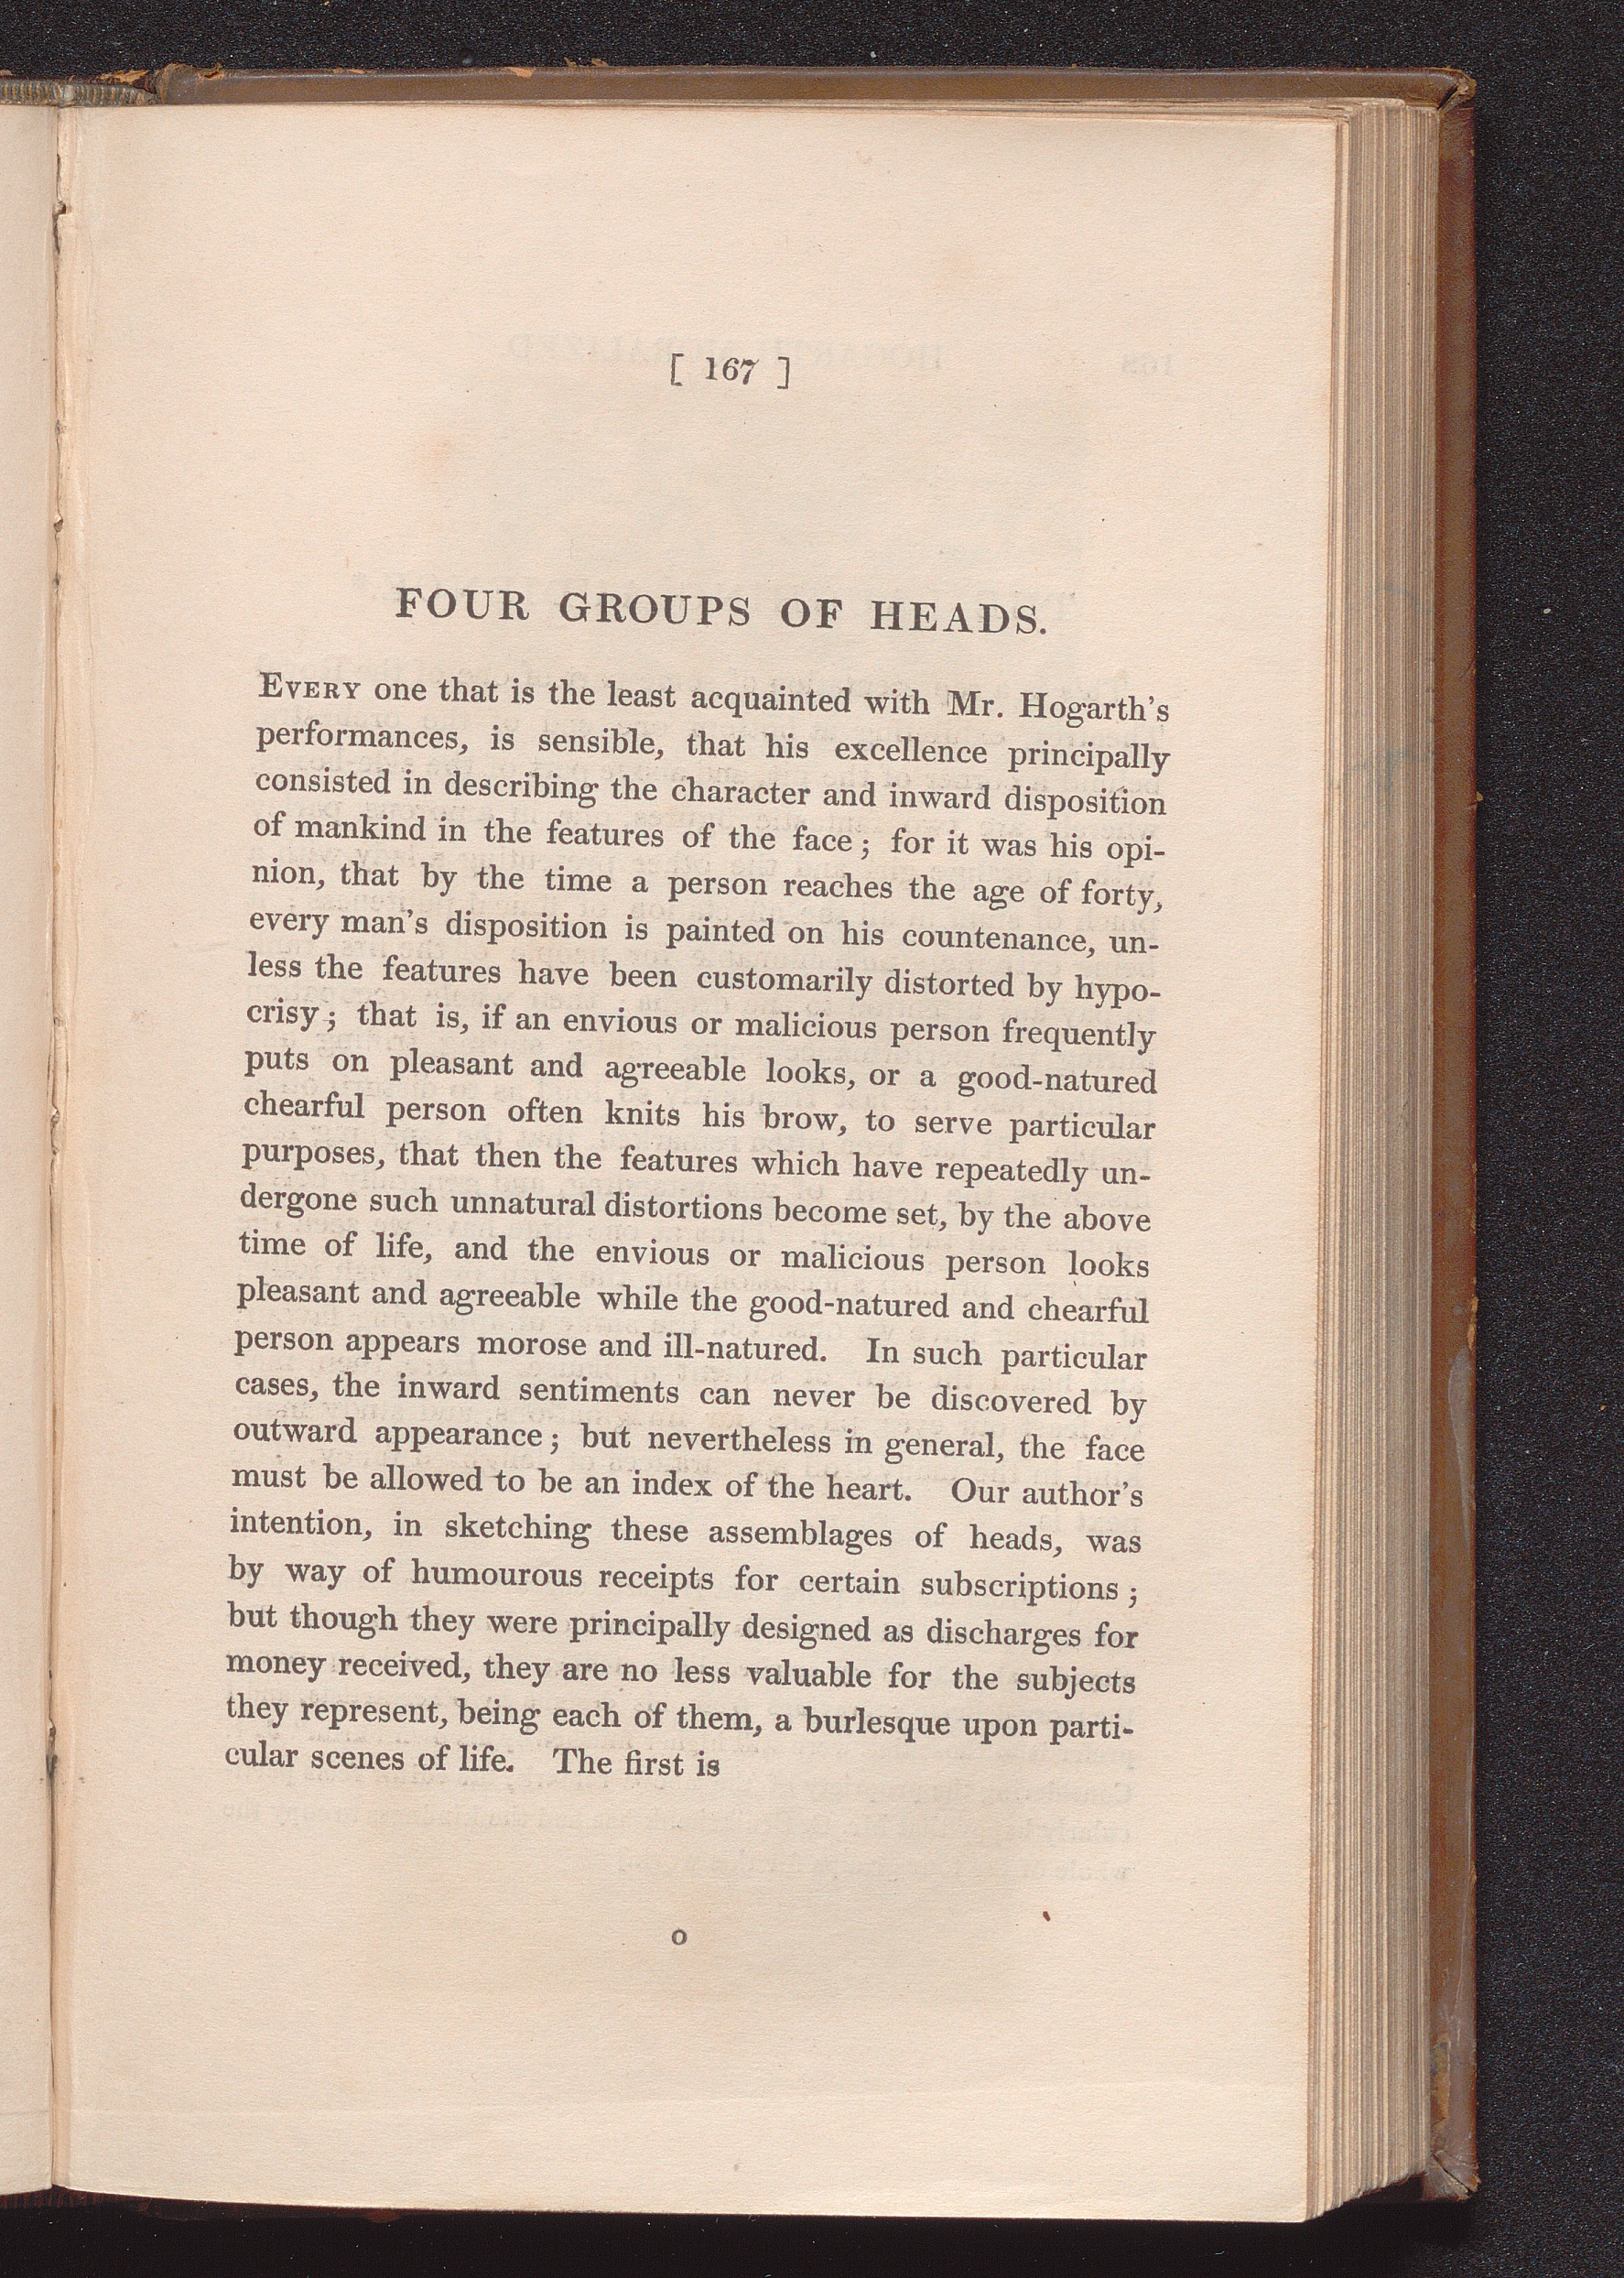 [ 167 ]
FOUR GROUPS OF HEADS.
EVERY one that is the least acquainted with Mr. Hogarth's
performances, is sensible, that his excellence principally
consisted in describing the character and inward disposition
of mankind in the features of the face; for it was his opi-
nion, that by the time a person reaches the age of forty,
every man's disposition is painted on his countenance, un-
less the features have been customarily distorted by hypo-
crisy; that is, if an envious or malicious person frequently
puts on pleasant and agreeable looks, or a good-natured
chearful person often knits his brow, to serve particular
purposes, that then the features which have repeatedly un-
dergone such unnatural distortions become set, by the above
time of life, and the envious or malicious person looks
pleasant and agreeable while the good-natured and chearful
person appears morose and ill-natured. In such particular
cases, the inward sentiments can never be discovered by
outward appearance; but nevertheless in general, the face
must be allowed to be an index of the heart. Our author's
intention, in sketching these assemblages of heads, was
by way of humourous receipts for certain subscriptions;
but though they were principally designed as discharges for
money received, they are no less valuable for the subjects
they represent, being each of them, a burlesque upon parti-
cular scenes of life. The first is
O